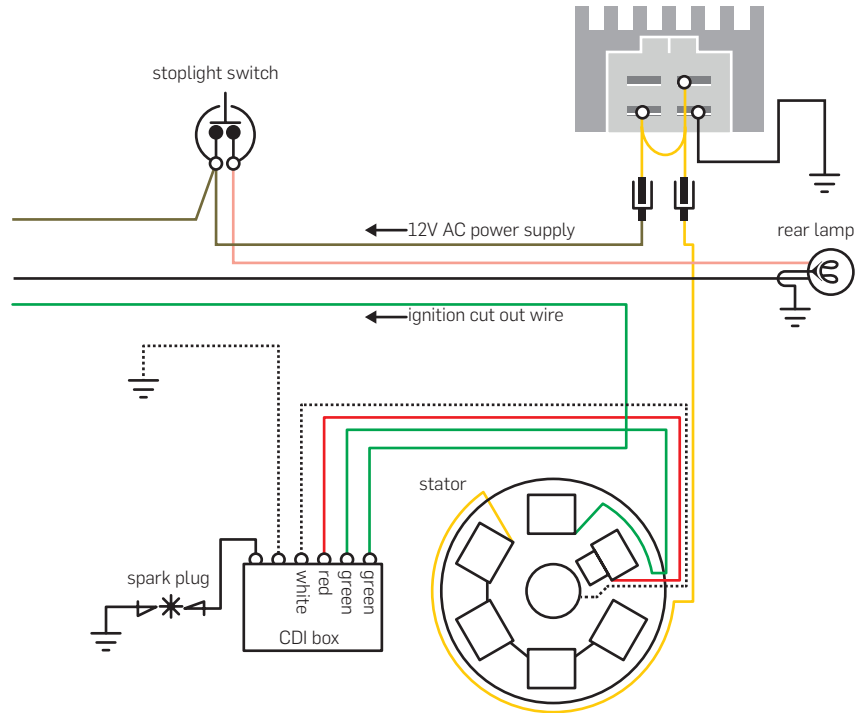 stoplight switch
12V AC power supply
rear lamp
ignition cut out wire
stator
spark plug
white
red
green
green
CDI box